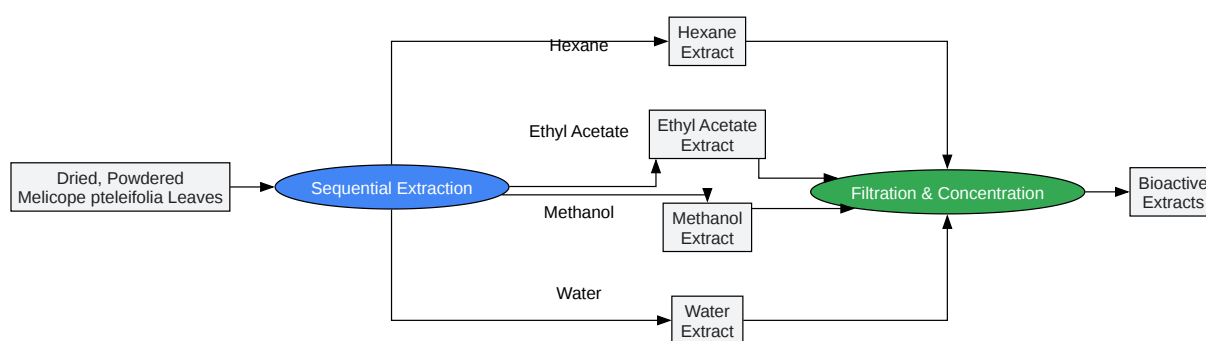 Hexane
Hexane
Extract
Ethyl Acetate
Ethyl Acetate
Extract
Dried, Powdered
Melicope pteleifolia Leaves
Sequential Extraction
Filtration & Concentration
Bioactive
Extracts
Methanol
Methanol
Extract
Water
Water
Extract